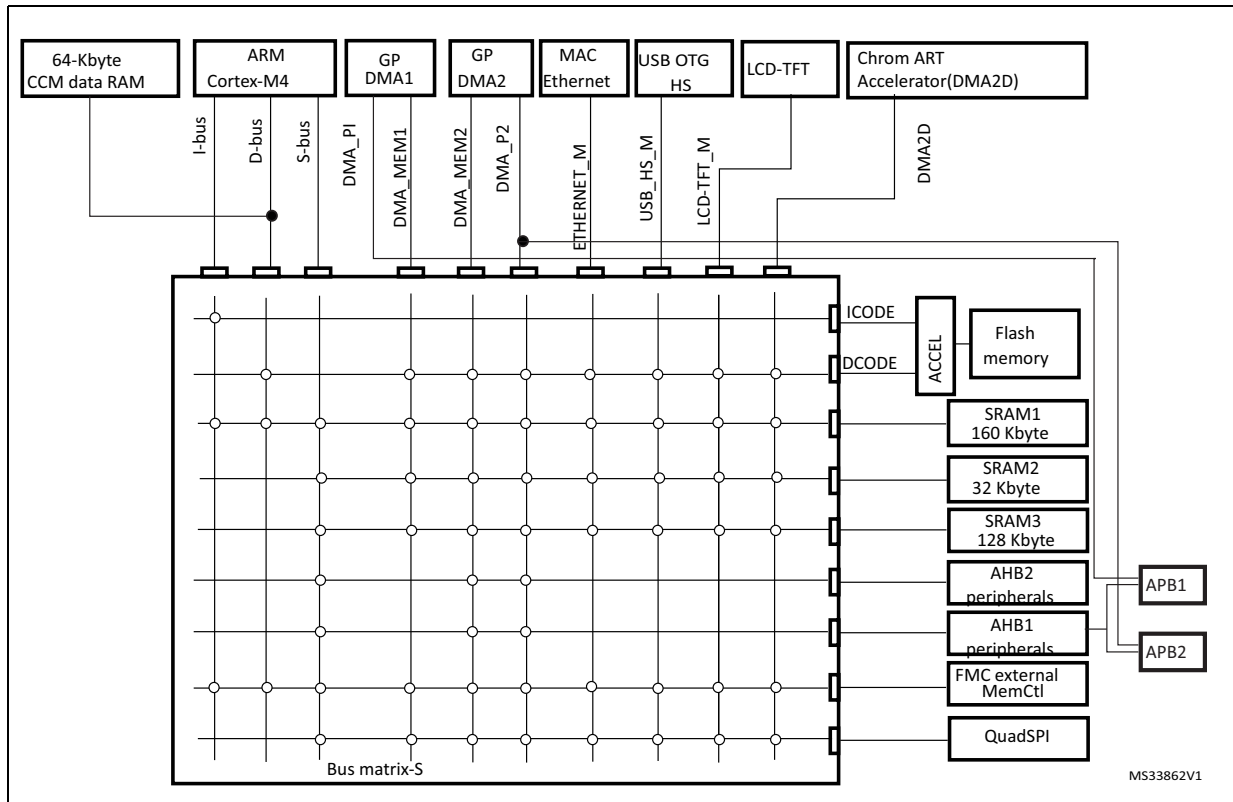 64-Kbyte
CCM data RAM
ARM
Cortex-M4
GP
DMA1
GP
DMA2
MAC
Ethernet
USB OTG
HS
LCD-TFT
Chrom ART
Accelerator(DMA2D)
I-bus
D-bus
S-bus
DMA_PI
DMA_MEM1
DMA_MEM2
DMA_P2
ETHERNET_M
USB_HS_M
LCD-TFT_M
DMA2D
ICODE
DCODE
ACCEL
Flash
memory
SRAM1
160 Kbyte
SRAM2
32 Kbyte
SRAM3
128 Kbyte
AHB2
peripherals
AHB1
peripherals
FMC external
MemCtl
QuadSPI
APB1
APB2
Bus matrix-S
MS33862V1